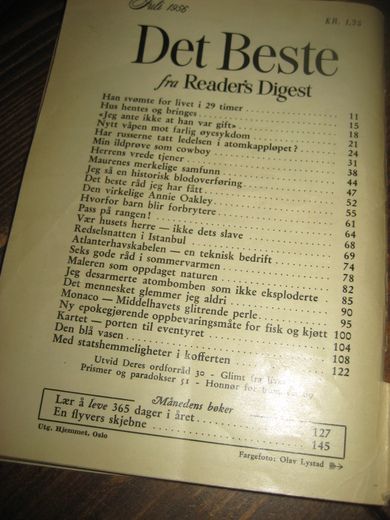 Juli 1956
KR. 1,75
Det Beste
fra Reader's Digest
Han svømte for livet i 29 timer 11
Hus hentes og bringes 15
«Jeg ante ikke at han var gift» 18
Nytt våpen mot farlig øyesykdom 21
Har russerne tatt ledelsen i atomkappløpet? 24
Min ildprøve som cowboy 31
Herrens vrede tjener 38
Maurenes merkelige samfunn 44
Jeg så en historisk blodoverføring 47
Det beste råd jeg har fått 52
Den virkelige Annie Oakley 55
Hvorfor barn blir forbrytere 61
Pass på rangen! 64
Vær husets herre — ikke dets slave 68
Redselsnatten i Istanbul 69
Atlanterhavskabelen — en teknisk bedrift 74
Seks gode råd i sommervarmen 78
Maleren som oppdaget naturen 82
Jeg desarmerte atombomben som ikke eksploderte 85
Det mennesket glemmer jeg aldri 90
Monaco — Middelhavets glitrende perle 95
Ny epokegjørende oppbevaringsmåte for fisk og kjøtt 100
Kartet — porten til eventyret 104
Den blå vasen 108
Med statshemmeligheter i kofferten 122
Utvid Deres ordforråd 30 - Glimt fra
Prismer og paradokser 51 - Honnør for
Månedens bøker
Lær å leve 365 dager i året 127
En flyvers skjebne 145
Utg. Hjemmet, Oslo
Fargefoto: Olav Lystad